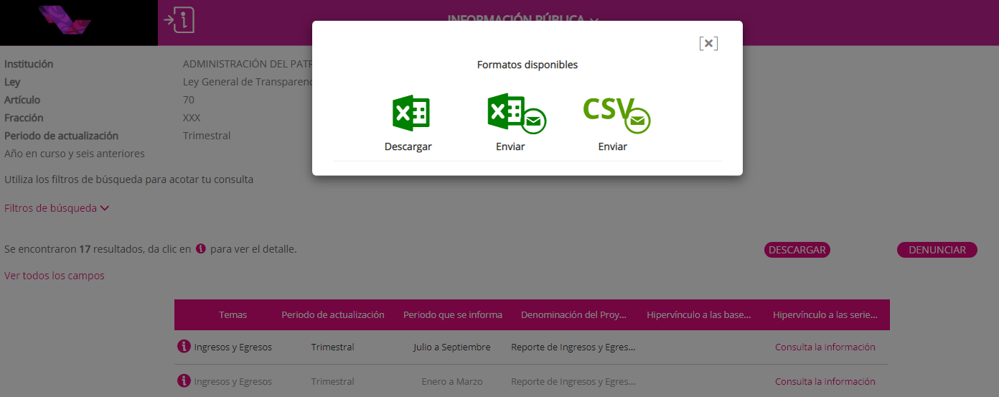 INFORMACIÓN PÚBLICA
Formatos disponibles
Descargar
Enviar
CSV
Enviar
Institución ADMINISTRACIÓN DEL
Ley Ley General de
Artículo 70
Fracción XXX
Periodo de actualización Trimestral
Año en curso y seis anteriores
Utiliza los filtros de búsqueda para acotar tu consulta
Filtros de búsqueda
Se encontraron 17 resultados, da clic en para ver el detalle.
DESCARGAR
DENUNCIAR
Ver todos los campos
Temas Periodo de actualización Periodo que se informa Denominación del Proy... Hipervínculo a las base... Hipervínculo a las serie...
Ingresos y Egresos Trimestral Julio a Septiembre Reporte de Ingresos y Egres... Consulta la información
Ingresos y Egresos Trimestral Enero a Marzo Reporte de Ingresos y Egres... Consulta la información